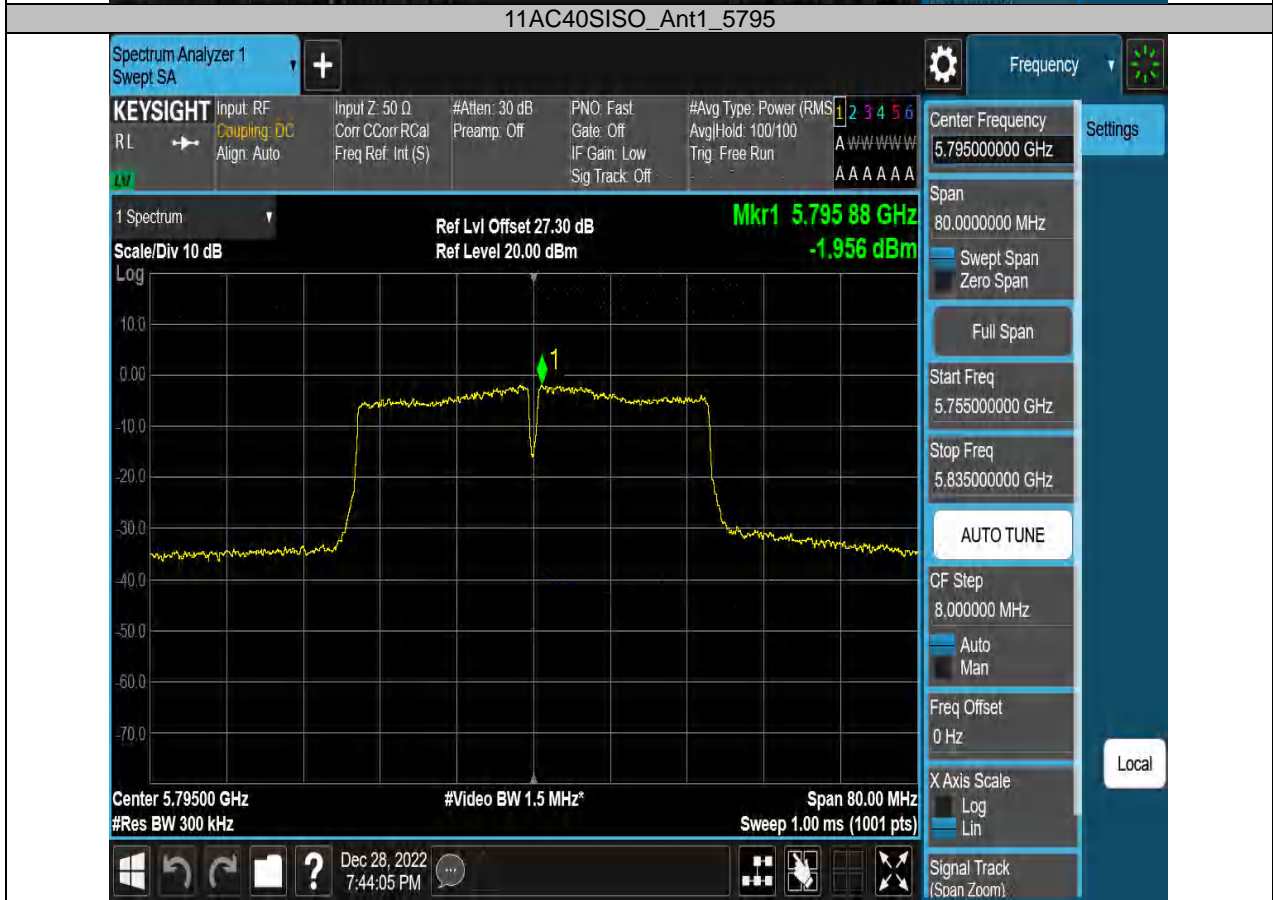 11AC40SISO_Ant1_5795
Spectrum Analyzer 1
Swept SA
Frequency
KEYSIGHT
RL
Input: RF
Coupling: DC
Align: Auto
Input Z: 50 Ω
Corr CCorr RCal
Freq Ref: Int (S)
#Atten: 30 dB
Preamp: Off
PNO: Fast
Gate: Off
IF Gain: Low
Sig Track: Off
#Avg Type: Power (RMS
Avg|Hold: 100/100
Trig: Free Run
1 2 3 4 5 6
A W W W W W
A A A A A A
1 Spectrum
Scale/Div 10 dB
Log
Ref Lvl Offset 27.30 dB
Ref Level 20.00 dBm
Mkr1 5.795 88 GHz
-1.956 dBm
10.0
0.00
-10.0
-20.0
-30.0
-40.0
-50.0
-60.0
-70.0
1
Center 5.79500 GHz
#Res BW 300 kHz
#Video BW 1.5 MHz*
Span 80.00 MHz
Sweep 1.00 ms (1001 pts)
Dec 28, 2022
7:44:05 PM
Center Frequency
5.795000000 GHz
Settings
Span
80.0000000 MHz
Swept Span
Zero Span
Full Span
Start Freq
5.755000000 GHz
Stop Freq
5.835000000 GHz
AUTO TUNE
CF Step
8.000000 MHz
Auto
Man
Freq Offset
0 Hz
X Axis Scale
Log
Lin
Local
Signal Track
(Span Zoom)